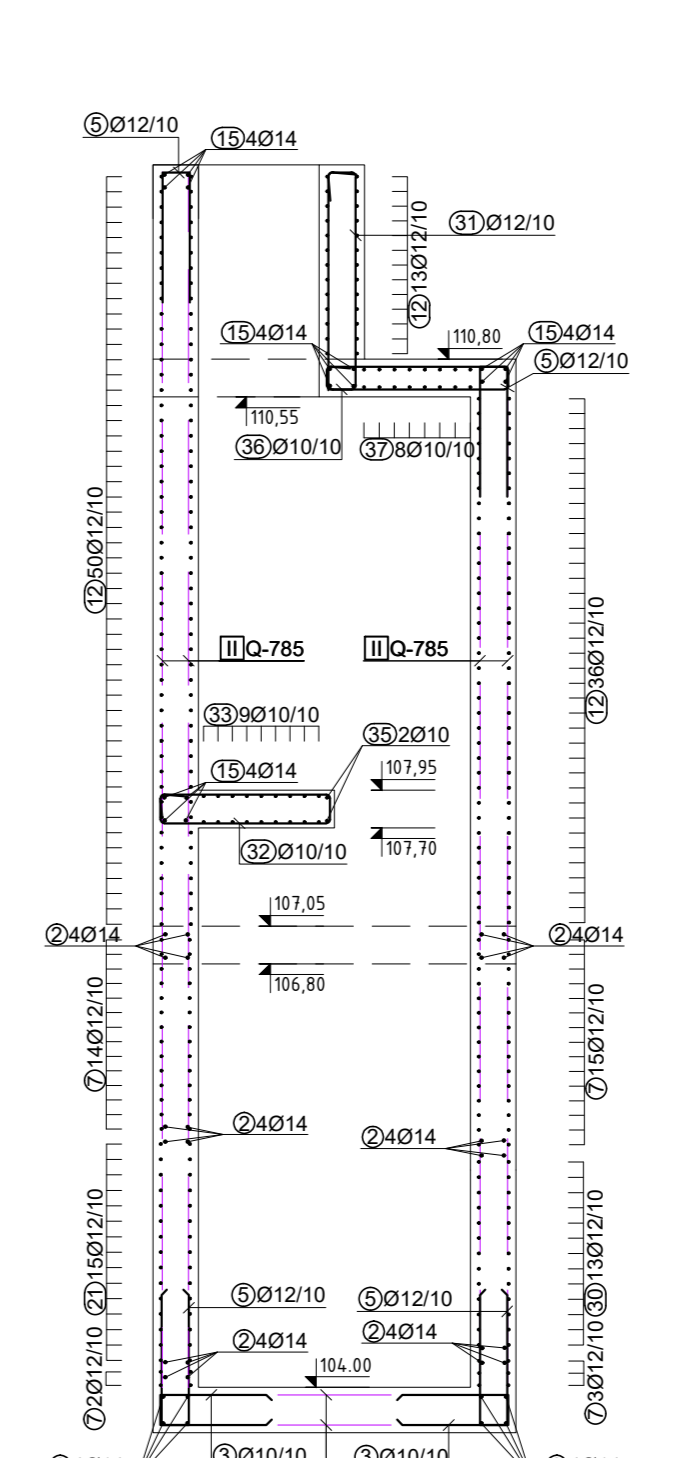 ⑤Ø12/10
⑮4Ø14
㉛Ø12/10
⑫13Ø12/10
⑮4Ø14
110,80
⑮4Ø14
⑤Ø12/10
110,55
㊱Ø10/10
㊲8Ø10/10
⑫50Ø12/10
⑫36Ø12/10
II Q-785
II Q-785
㉝9Ø10/10
㉟2Ø10
⑮4Ø14
107,95
107,70
㉜Ø10/10
107,05
②4Ø14
②4Ø14
106,80
⑦14Ø12/10
⑦15Ø12/10
②4Ø14
②4Ø14
㉑15Ø12/10
㉚13Ø12/10
⑤Ø12/10
⑤Ø12/10
②4Ø14
②4Ø14
104.00
⑦2Ø12/10
⑦3Ø12/10
③Ø10/10
③Ø10/10